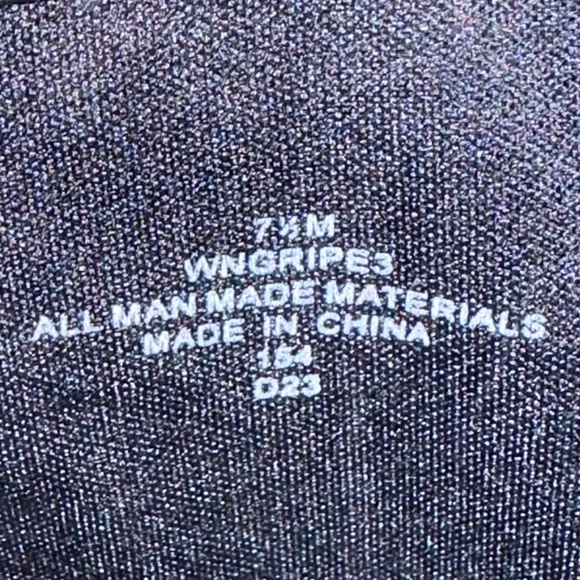 7½M
WNGRIPE3
ALL MAN MADE MATERIALS
MADE IN CHINA
154
D23